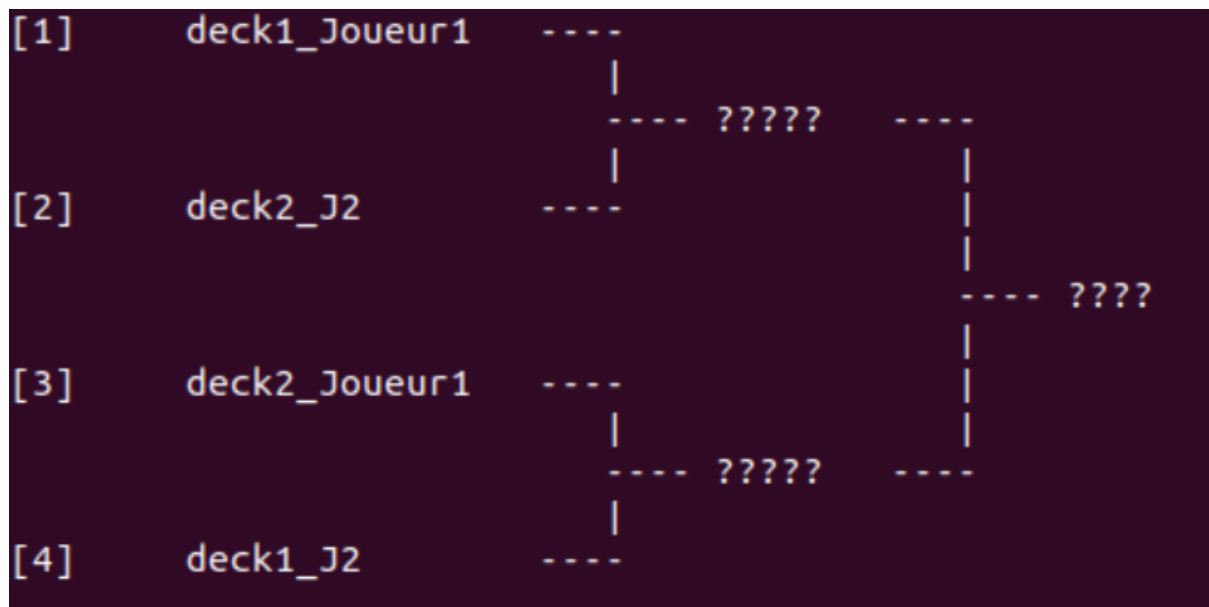 [1]      deck1_Joueur1    ----
                             |
                             ---- ?????    ----
                             |                |
[2]      deck2_J2         ----                |
                                              |
                                              ---- ????
                                              |
[3]      deck2_Joueur1    ----                |
                             |                |
                             ---- ?????    ----
                             |
[4]      deck1_J2         ----